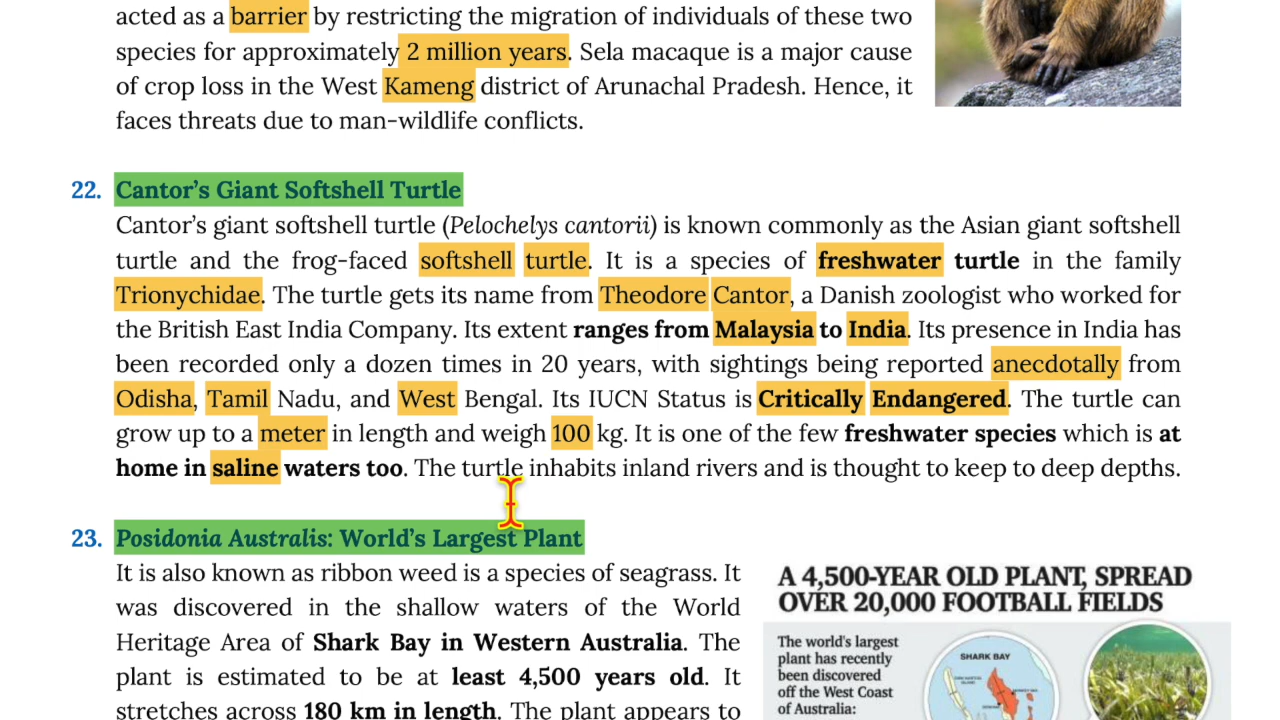 acted as a barrier by restricting the migration of individuals of these two
species for approximately 2 million years. Sela macaque is a major cause
of crop loss in the West Kameng district of Arunachal Pradesh. Hence, it
faces threats due to man-wildlife conflicts.
22. Cantor's Giant Softshell Turtle
Cantor's giant softshell turtle (Pelochelys cantorii) is known commonly as the Asian giant softshell
turtle and the frog-faced softshell turtle. It is a species of freshwater turtle in the family
Trionychidae. The turtle gets its name from Theodore Cantor, a Danish zoologist who worked for
the British East India Company. Its extent ranges from Malaysia to India. Its presence in India has
been recorded only a dozen times in 20 years, with sightings being reported anecdotally from
Odisha, Tamil Nadu, and West Bengal. Its IUCN Status is Critically Endangered. The turtle can
grow up to a meter in length and weigh 100 kg. It is one of the few freshwater species which is at
home in saline waters too. The turtle inhabits inland rivers and is thought to keep to deep depths.
23. Posidonia Australis: World's Largest Plant
It is also known as ribbon weed is a species of seagrass. It
was discovered in the shallow waters of the World
Heritage Area of Shark Bay in Western Australia. The
plant is estimated to be at least 4,500 years old. It
stretches across 180 km in length. The plant appears to
A 4,500-YEAR OLD PLANT, SPREAD
OVER 20,000 FOOTBALL FIELDS
The world's largest
plant has recently
been discovered
off the West Coast
of Australia:
SHARK BAY